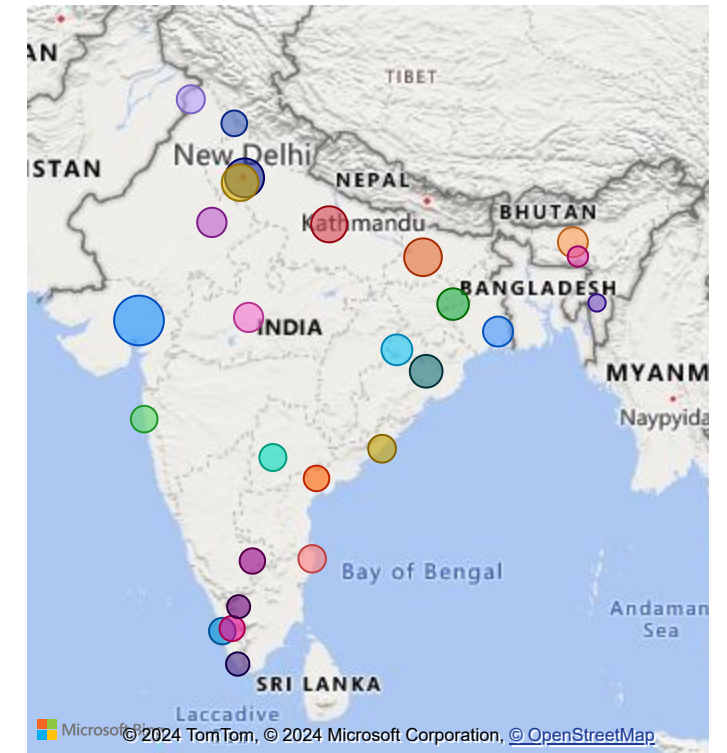 AN
TIBET
New Delhi
ISTAN
NEPAL
Kathmandu
BHUTAN
BANGLADESH
INDIA
MYANM
Naypyida
Bay of Bengal
Andaman
Sea
SRI LANKA
Laccadive
Microsoft Bing
© 2024 TomTom, © 2024 Microsoft Corporation, © OpenStreetMap